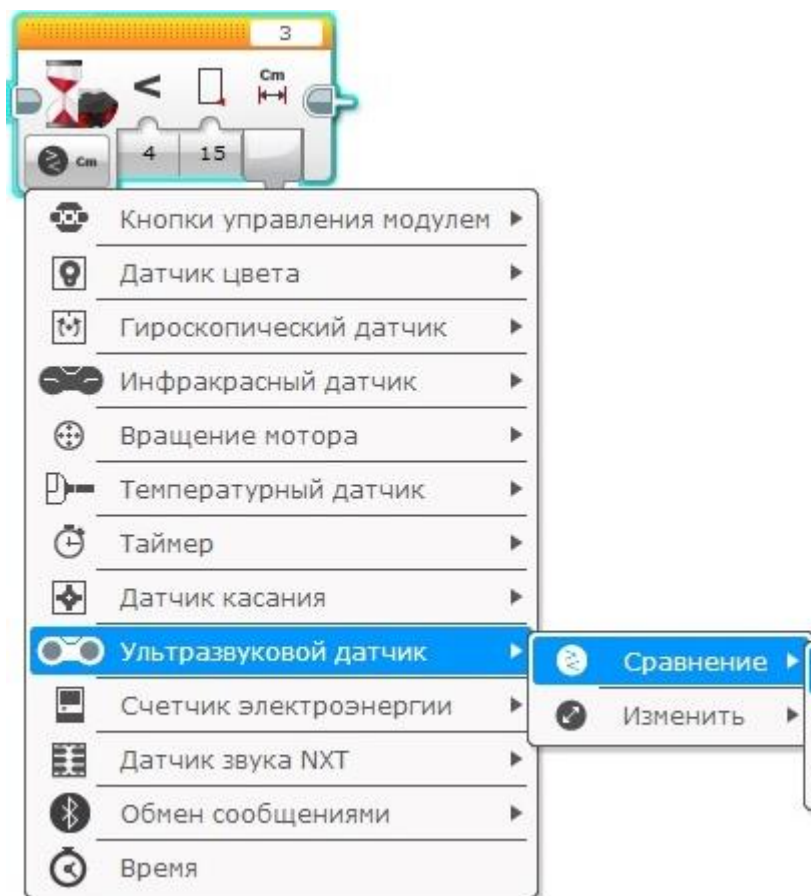 3
<
Cm
Cm
4
15
Кнопки управления модулем
Датчик цвета
Гироскопический датчик
Инфракрасный датчик
Вращение мотора
Температурный датчик
Таймер
Датчик касания
Ультразвуковой датчик
Сравнение
Счетчик электроэнергии
Изменить
Датчик звука NXT
Обмен сообщениями
Время